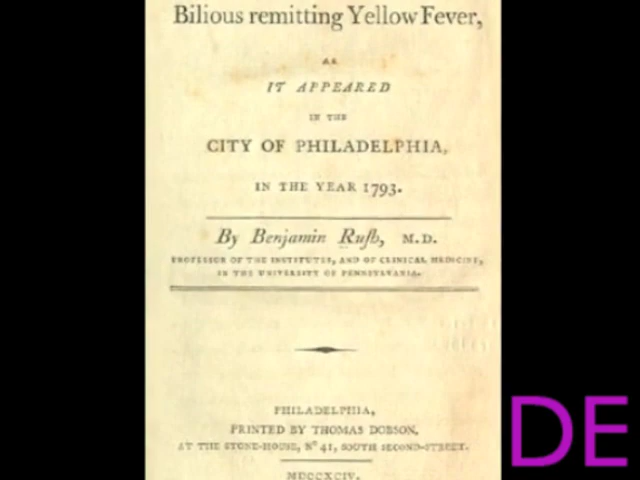 Bilious remitting Yellow Fever,
AS
IT APPEARED
IN THE
CITY OF PHILADELPHIA,
IN THE YEAR 1793.
By Benjamin Ruſh, M.D.
PROFESSOR OF THE INSTITUTES, AND OF CLINICAL MEDICINE,
IN THE UNIVERSITY OF PENNSYLVANIA.
PHILADELPHIA,
PRINTED BY THOMAS DOBSON,
AT THE STONE-HOUSE, Nº 41, SOUTH SECOND-STREET.
MDCCXCIV.
DE